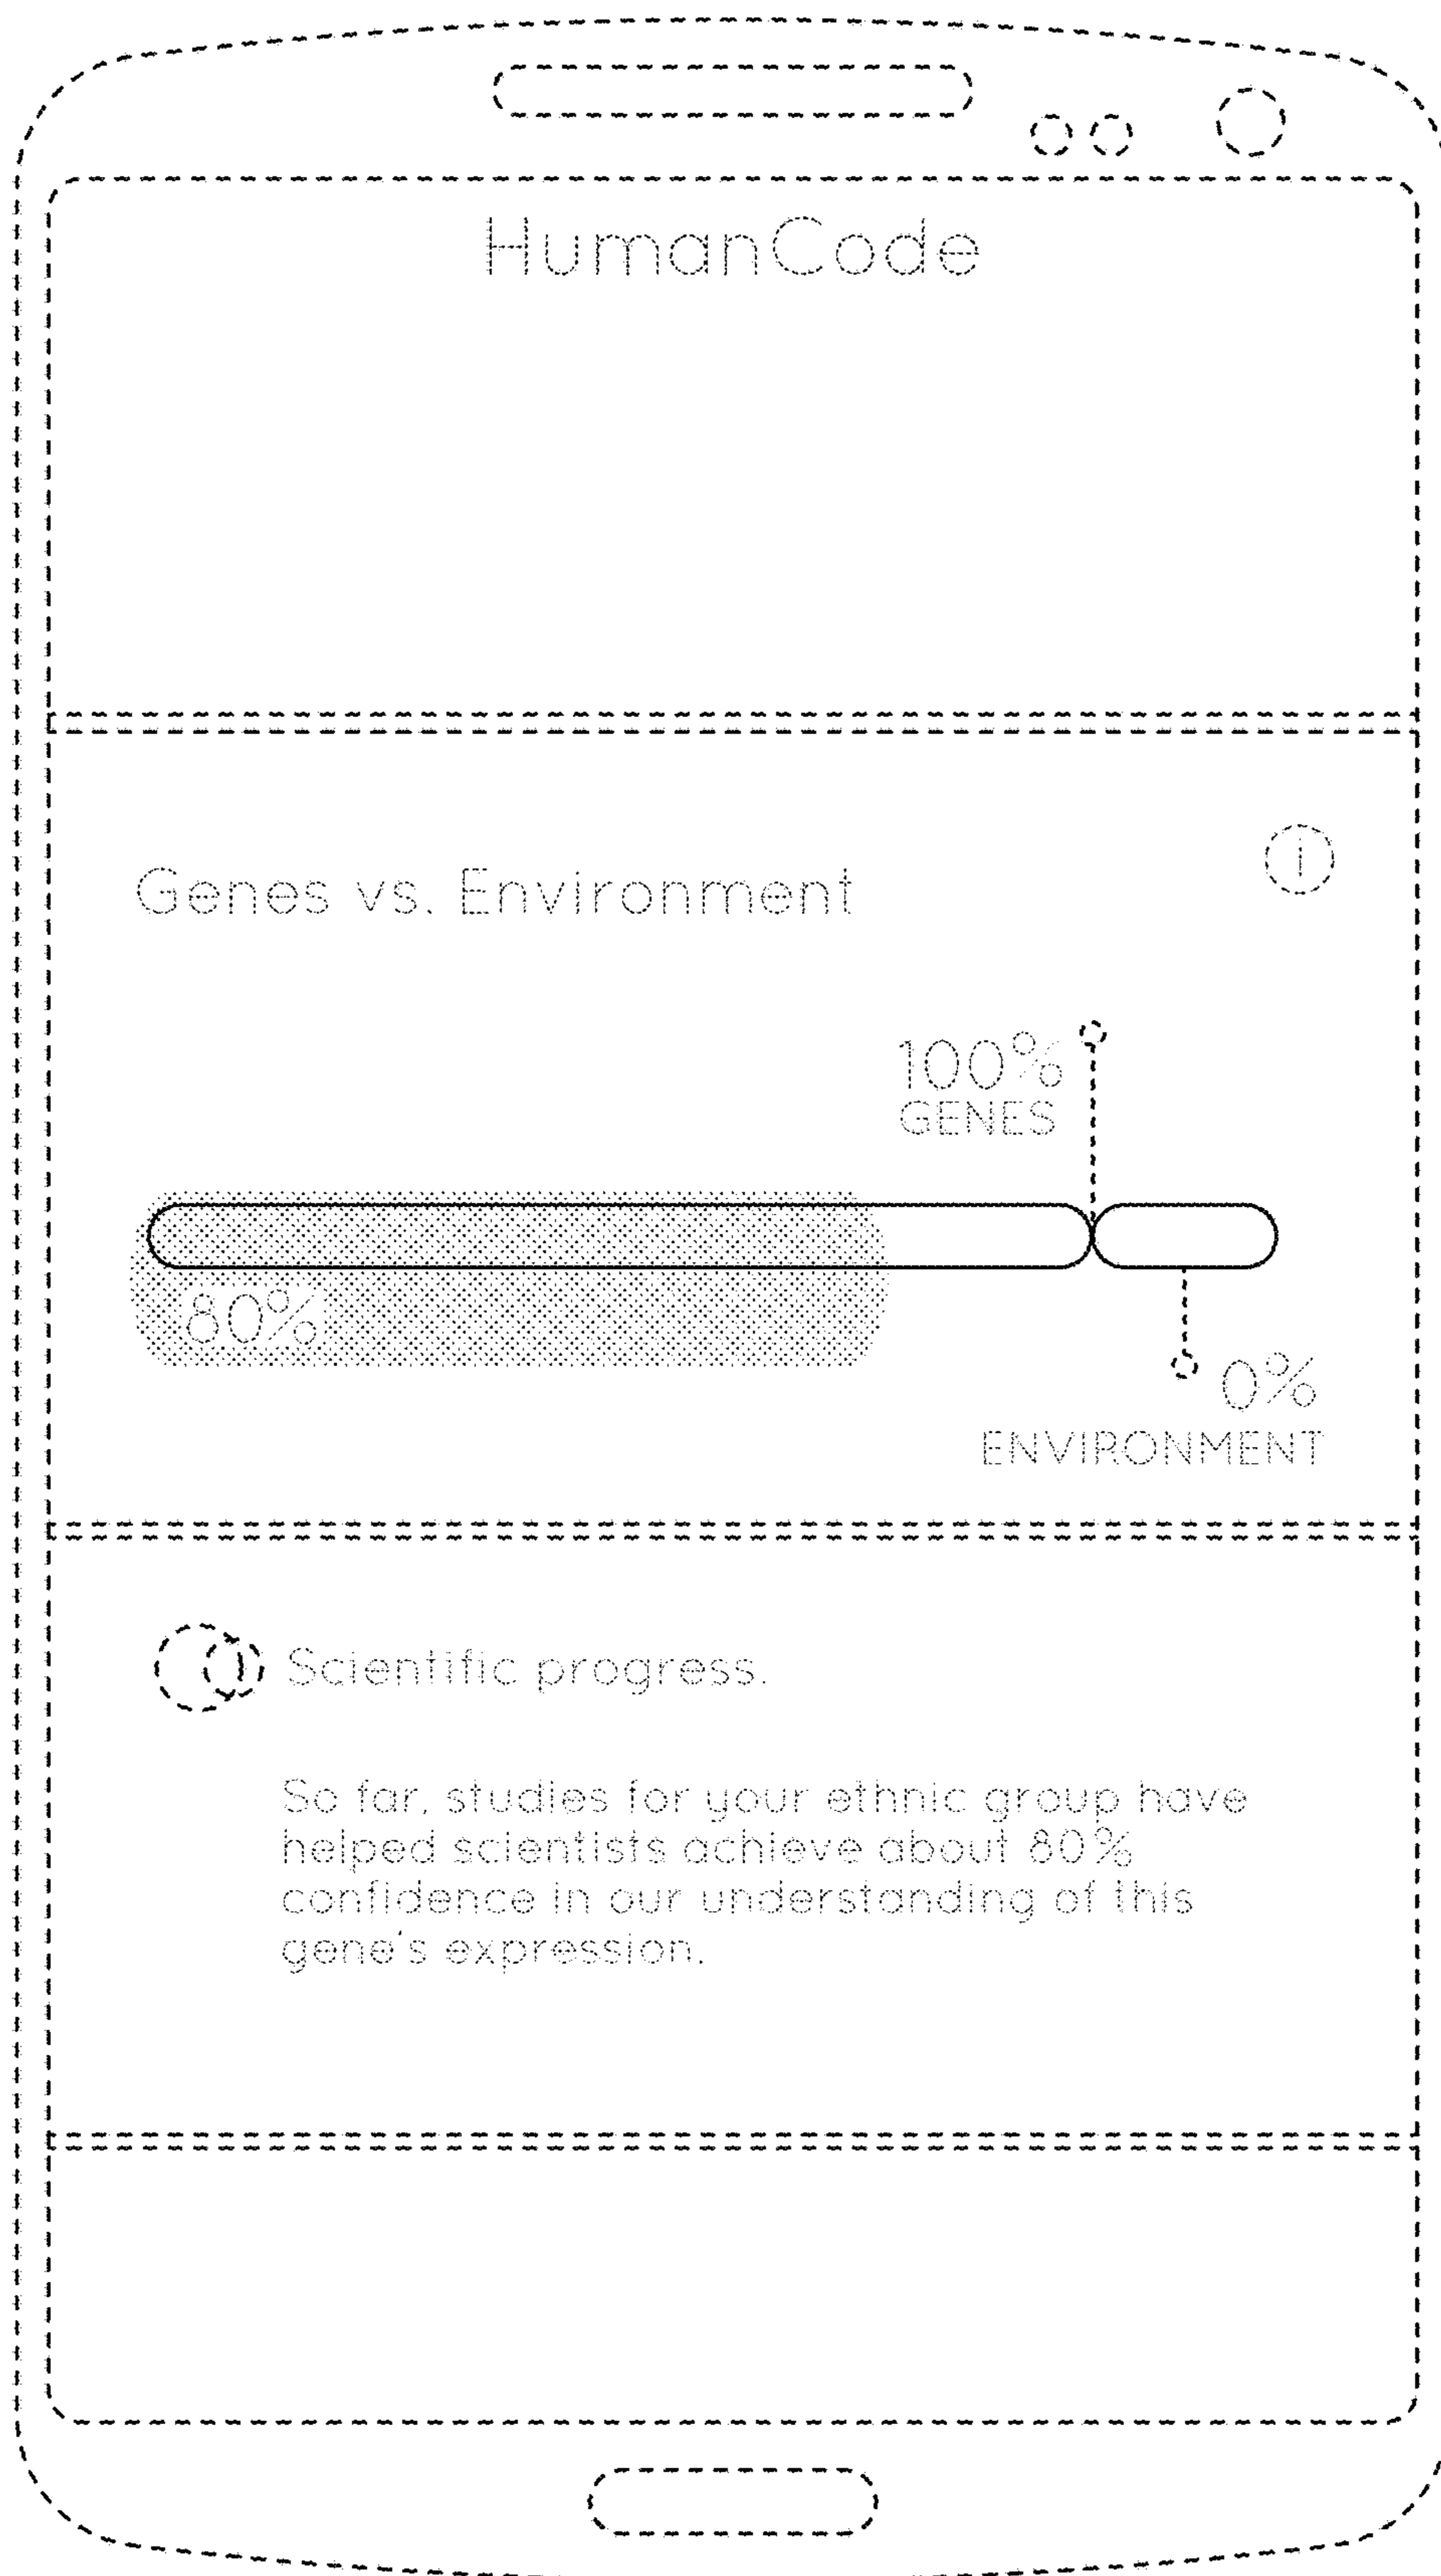 HumanCode
Genes vs. Environment
i
100%
GENES
80%
0%
ENVIRONMENT
Scientific progress.
So far, studies for your ethnic group have
helped scientists achieve about 80%
confidence in our understanding of this
gene's expression.